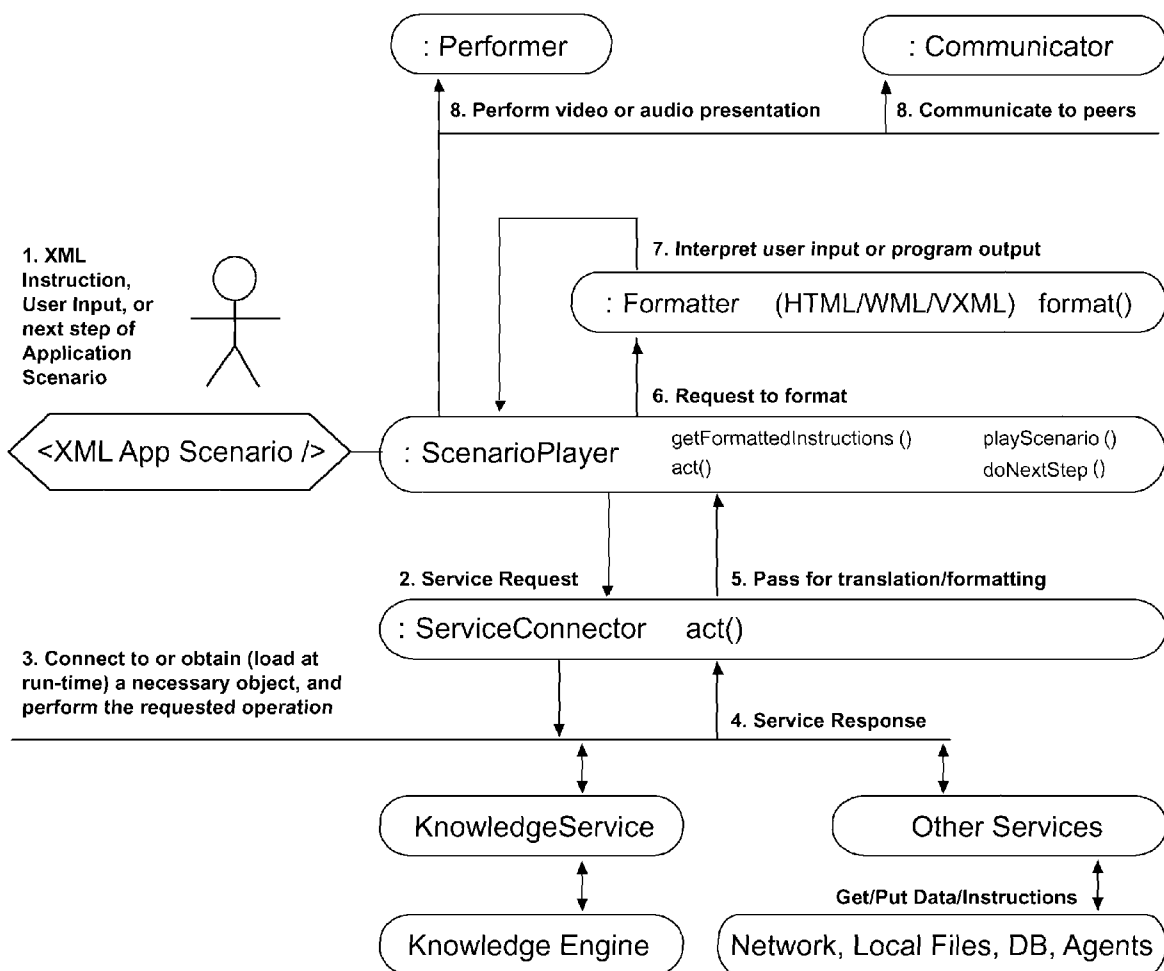 : Performer
: Communicator
8. Perform video or audio presentation
8. Communicate to peers
1. XML
Instruction,
User Input, or
next step of
Application
Scenario
7. Interpret user input or program output
: Formatter (HTML/WML/VXML) format()
6. Request to format
<XML App Scenario />
: ScenarioPlayer
getFormattedInstructions ()
playScenario ()
act()
doNextStep ()
2. Service Request
5. Pass for translation/formatting
: ServiceConnector act()
3. Connect to or obtain (load at
run-time) a necessary object, and
perform the requested operation
4. Service Response
KnowledgeService
Other Services
Get/Put Data/Instructions
Knowledge Engine
Network, Local Files, DB, Agents